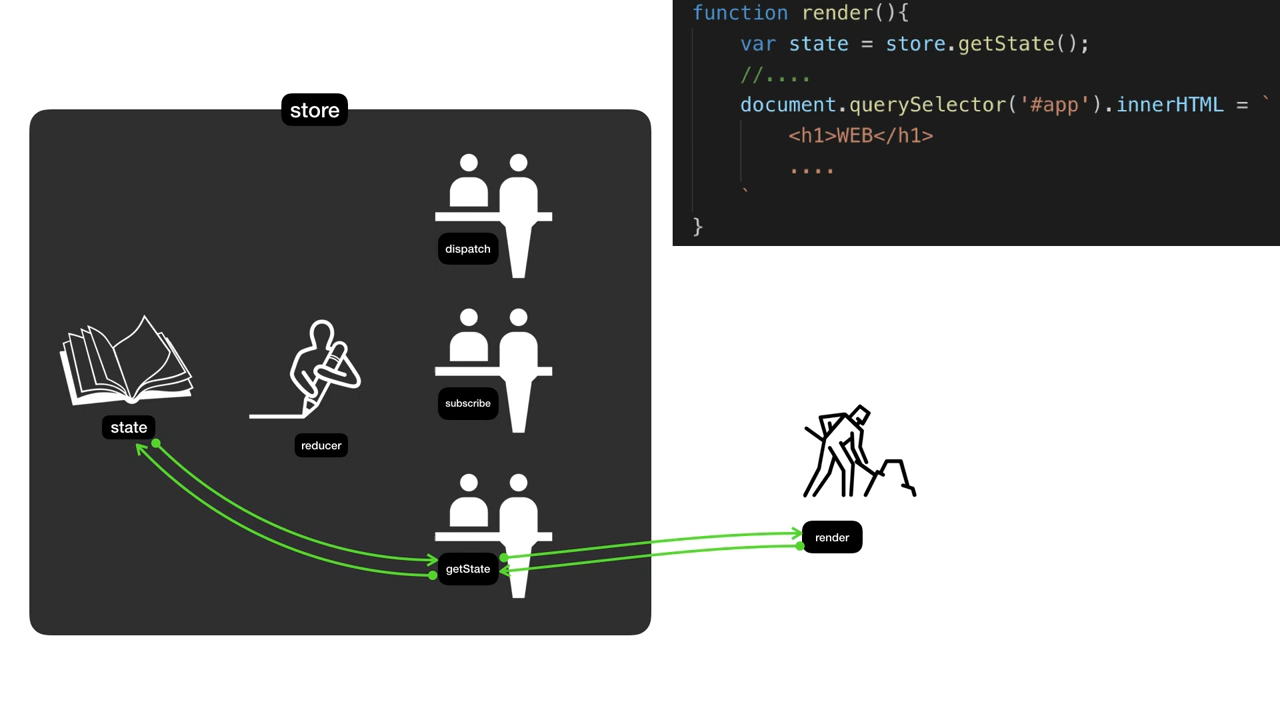 function render(){
var state = store.getState();
//....
document.querySelector('#app').innerHTML = `
<h1>WEB</h1>
....
`
}
store
dispatch
subscribe
state
reducer
getState
render